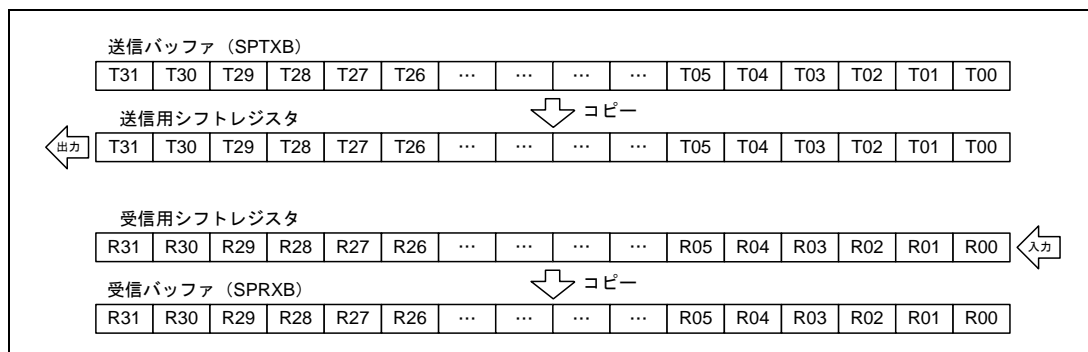 送信バッファ（SPTXB）
T31 T30 T29 T28 T27 T26 … … … … T05 T04 T03 T02 T01 T00
コピー
送信用シフトレジスタ
出力 T31 T30 T29 T28 T27 T26 … … … … T05 T04 T03 T02 T01 T00
受信用シフトレジスタ
R31 R30 R29 R28 R27 R26 … … … … R05 R04 R03 R02 R01 R00 入力
コピー
受信バッファ（SPRXB）
R31 R30 R29 R28 R27 R26 … … … … R05 R04 R03 R02 R01 R00